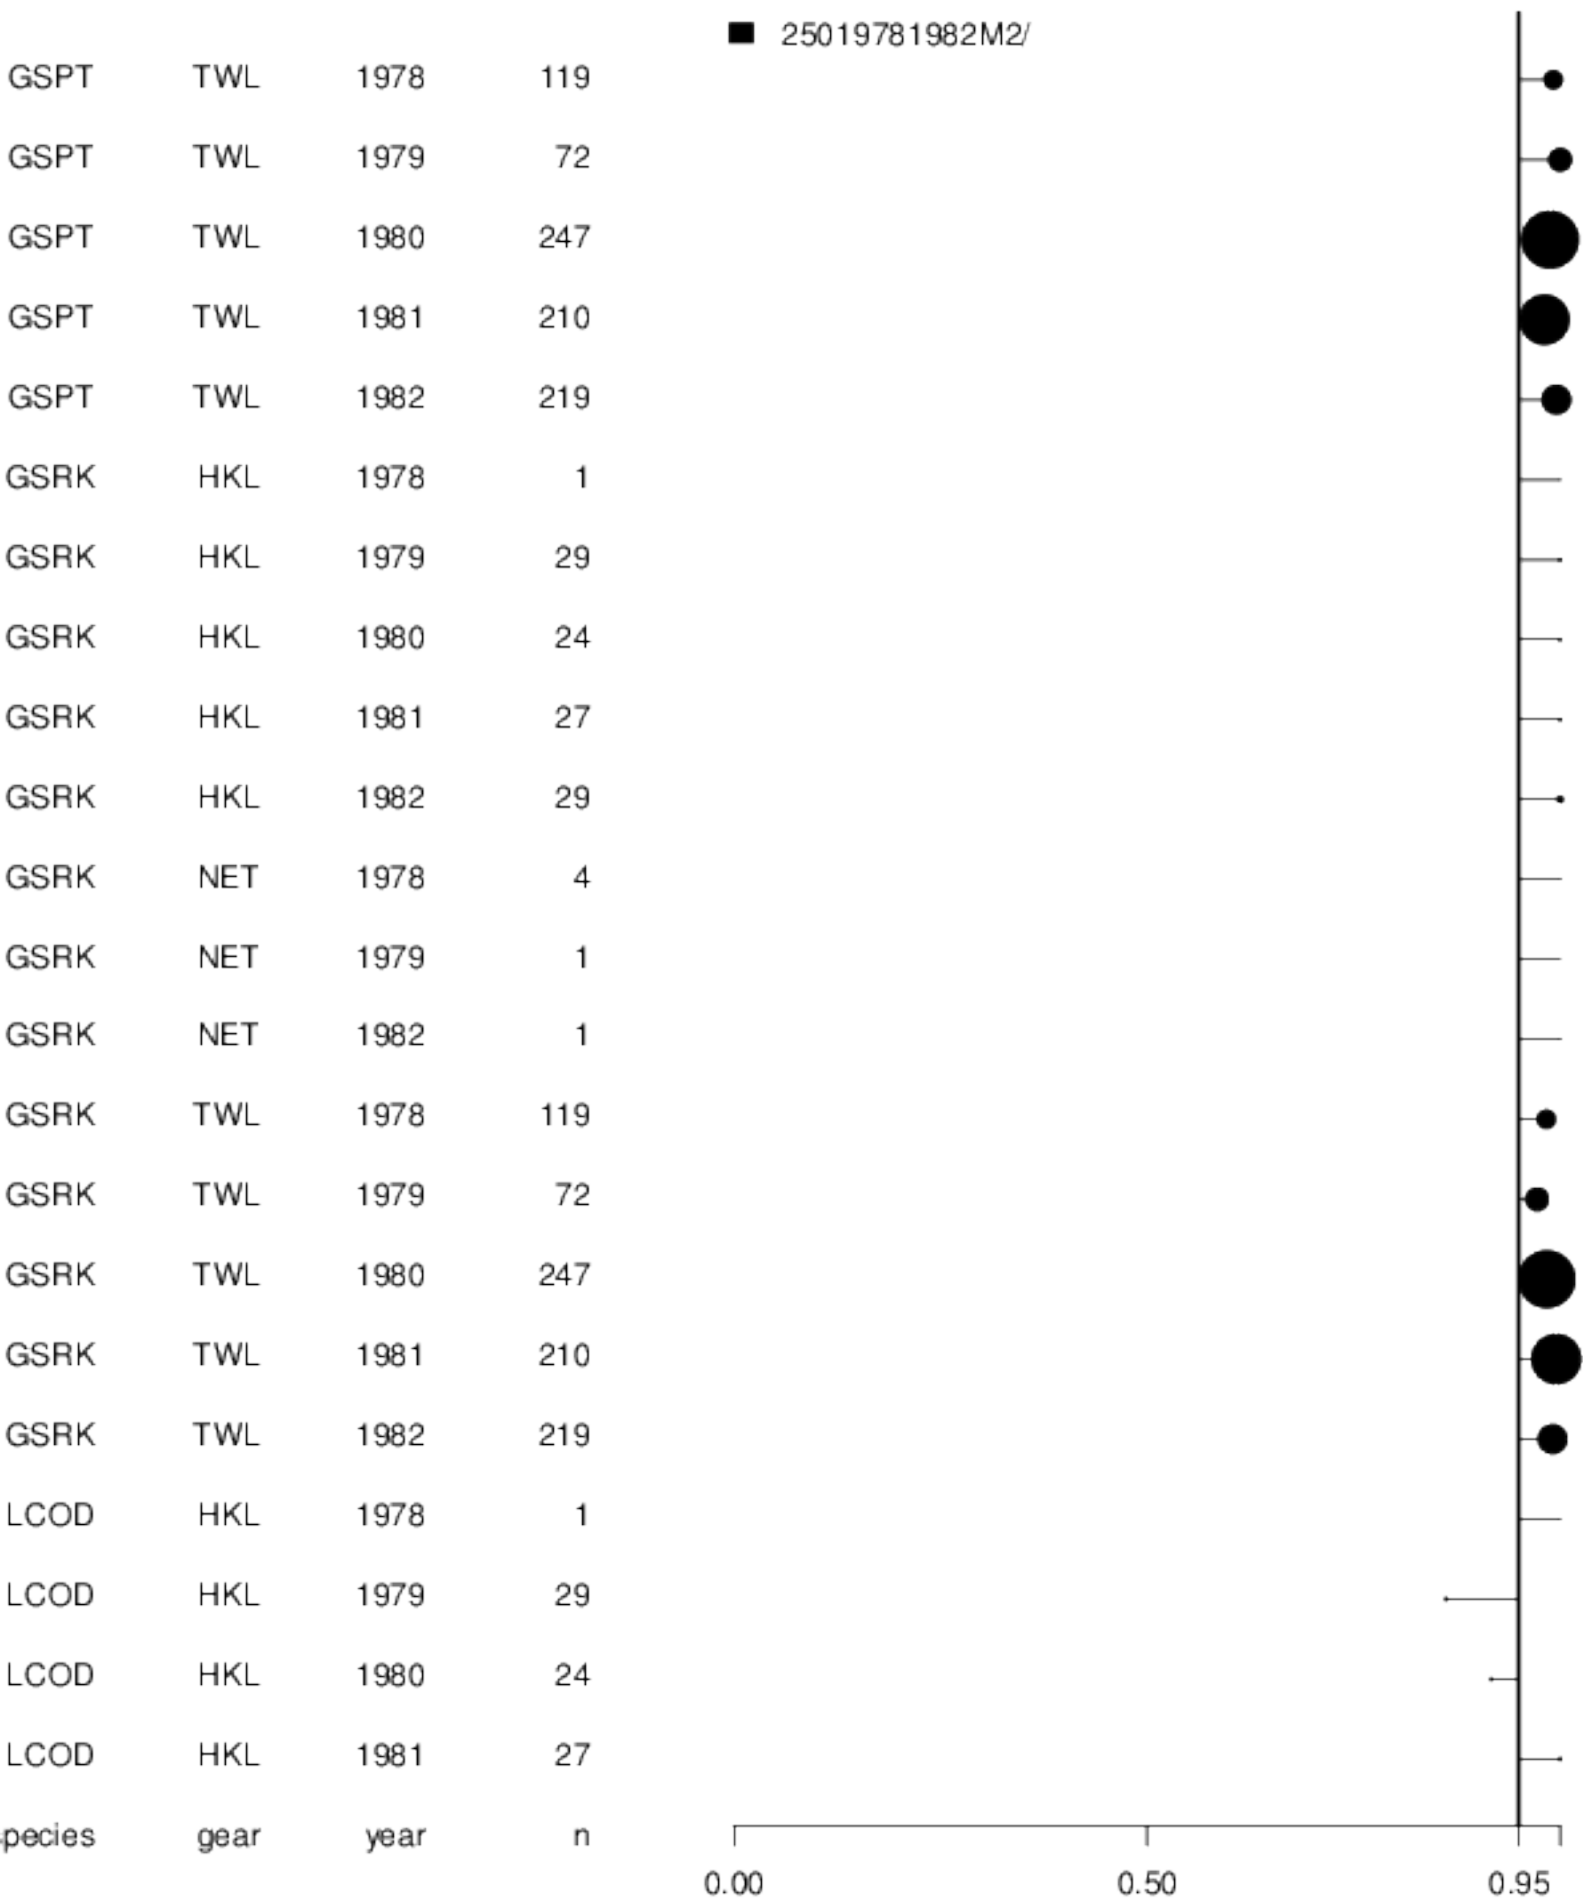 25019781982M2/
GSPT TWL 1978 119
GSPT TWL 1979 72
GSPT TWL 1980 247
GSPT TWL 1981 210
GSPT TWL 1982 219
GSRK HKL 1978 1
GSRK HKL 1979 29
GSRK HKL 1980 24
GSRK HKL 1981 27
GSRK HKL 1982 29
GSRK NET 1978 4
GSRK NET 1979 1
GSRK NET 1982 1
GSRK TWL 1978 119
GSRK TWL 1979 72
GSRK TWL 1980 247
GSRK TWL 1981 210
GSRK TWL 1982 219
LCOD HKL 1978 1
LCOD HKL 1979 29
LCOD HKL 1980 24
LCOD HKL 1981 27
pecies gear year n
0.00 0.50 0.95